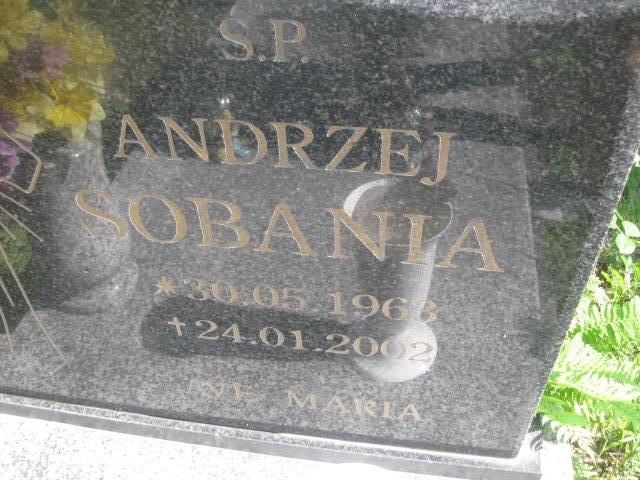 S.P.
ANDRZEJ
SOBANIA
*30.05.1963
†24.01.2002
AVE MARIA